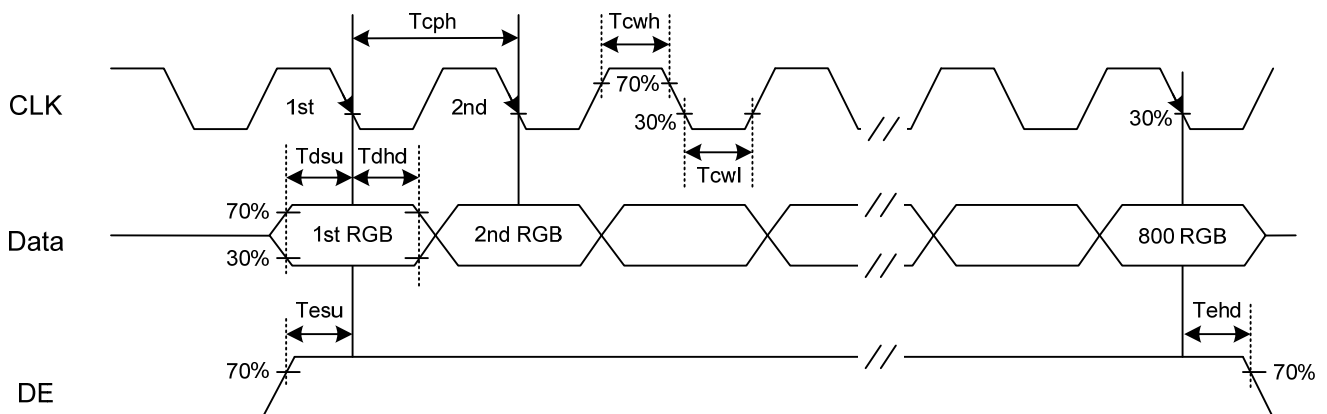 Tcph
Tcwh
CLK
1st
2nd
70%
30%
30%
Tdsu
Tdhd
Tcwl
Data
70%
30%
1st RGB
2nd RGB
800 RGB
Tesu
Tehd
70%
70%
DE